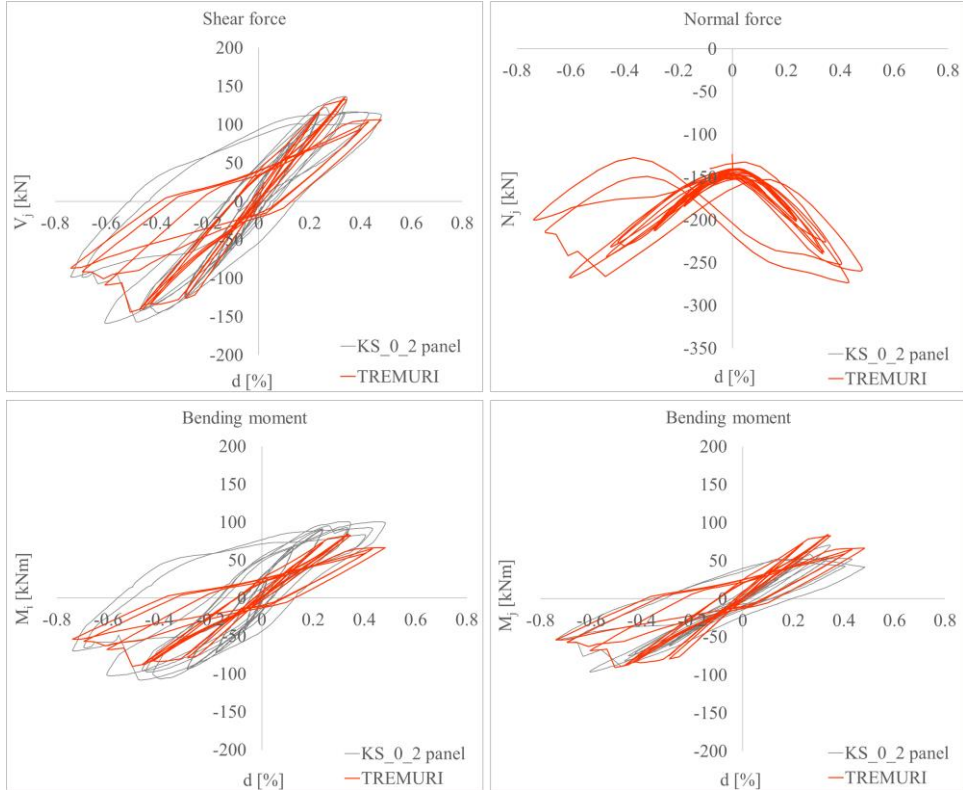 Shear force
200
150
100
50
0
-0.8 -0.6 -0.4 -0.2 0 0.2 0.4 0.6 0.8
-50
-100
-150
-200
V_j [kN]
d [%]
KS_0_2 panel
TREMURI
Normal force
0
-0.8 -0.6 -0.4 -0.2 0 0.2 0.4 0.6 0.8
-50
-100
-150
-200
-250
-300
-350
N_j [kN]
d [%]
KS_0_2 panel
TREMURI
Bending moment
200
150
100
50
0
-0.8 -0.6 -0.4 -0.2 0 0.2 0.4 0.6 0.8
-50
-100
-150
-200
M_i [kNm]
d [%]
KS_0_2 panel
TREMURI
Bending moment
200
150
100
50
0
-0.8 -0.6 -0.4 -0.2 0 0.2 0.4 0.6 0.8
-50
-100
-150
-200
M_j [kNm]
d [%]
KS_0_2 panel
TREMURI